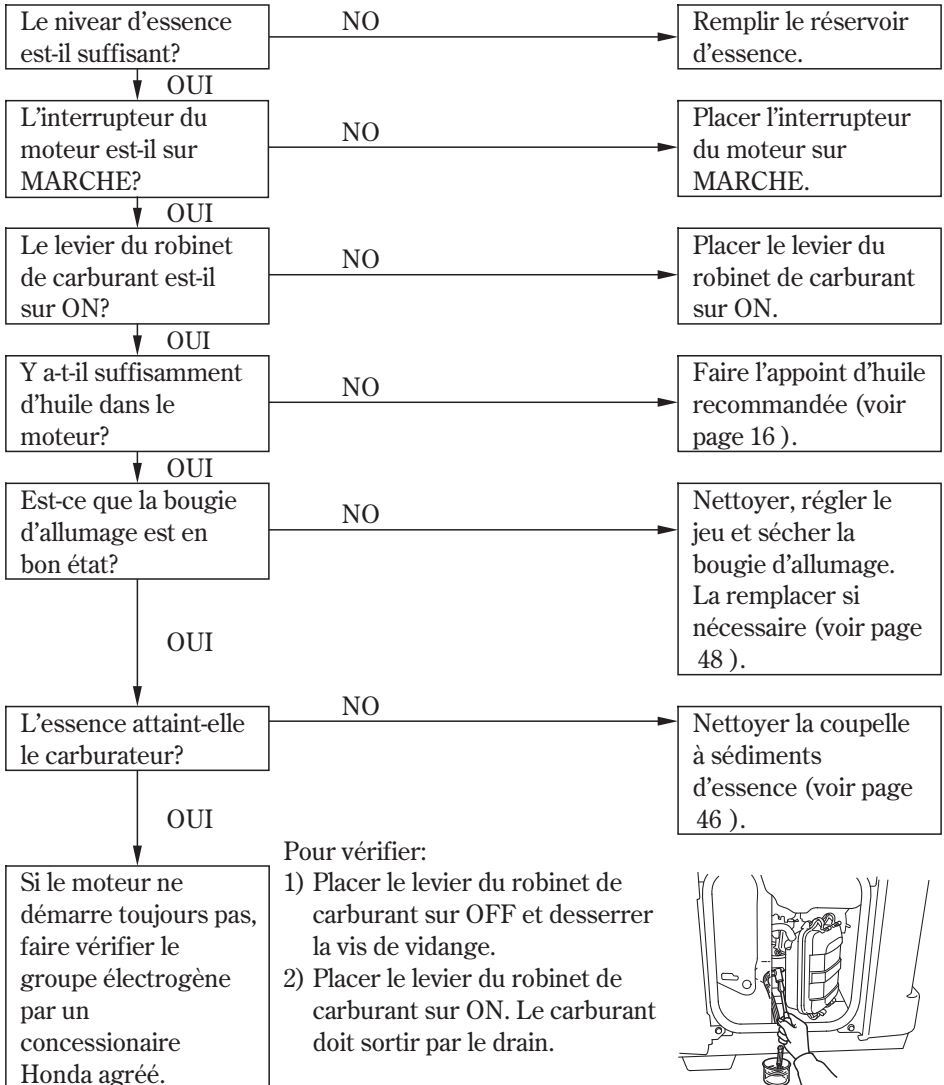 Le nivear d'essence
est-il suffisant?
NO
Remplir le réservoir
d'essence.
OUI
L'interrupteur du
moteur est-il sur
MARCHE?
NO
Placer l'interrupteur
du moteur sur
MARCHE.
OUI
Le levier du robinet
de carburant est-il
sur ON?
NO
Placer le levier du
robinet de carburant
sur ON.
OUI
Y a-t-il suffisamment
d'huile dans le
moteur?
NO
Faire l'appoint d'huile
recommandée (voir
page 16 ).
OUI
Est-ce que la bougie
d'allumage est en
bon état?
NO
Nettoyer, régler le
jeu et sécher la
bougie d'allumage.
La remplacer si
nécessaire (voir page
48 ).
OUI
L'essence attaint-elle
le carburateur?
NO
Nettoyer la coupelle
à sédiments
d'essence (voir page
46 ).
OUI
Si le moteur ne
démarre toujours pas,
faire vérifier le
groupe électrogène
par un
concessionaire
Honda agréé.
Pour vérifier:
1) Placer le levier du robinet de
carburant sur OFF et desserrer
la vis de vidange.
2) Placer le levier du robinet de
carburant sur ON. Le carburant
doit sortir par le drain.